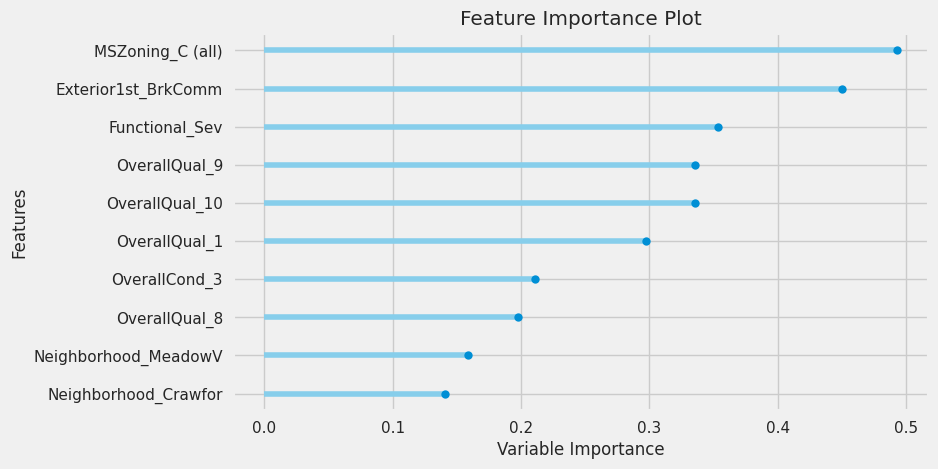 Feature Importance Plot
MSZoning_C (all)
Exterior1st_BrkComm
Functional_Sev
OverallQual_9
OverallQual_10
OverallQual_1
OverallCond_3
OverallQual_8
Neighborhood_MeadowV
Neighborhood_Crawfor
Features
0.0 0.1 0.2 0.3 0.4 0.5
Variable Importance